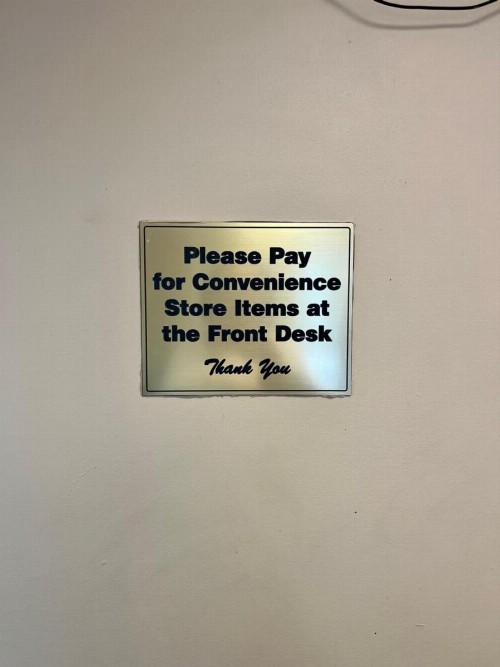 Please Pay
for Convenience
Store Items at
the Front Desk
Thank You